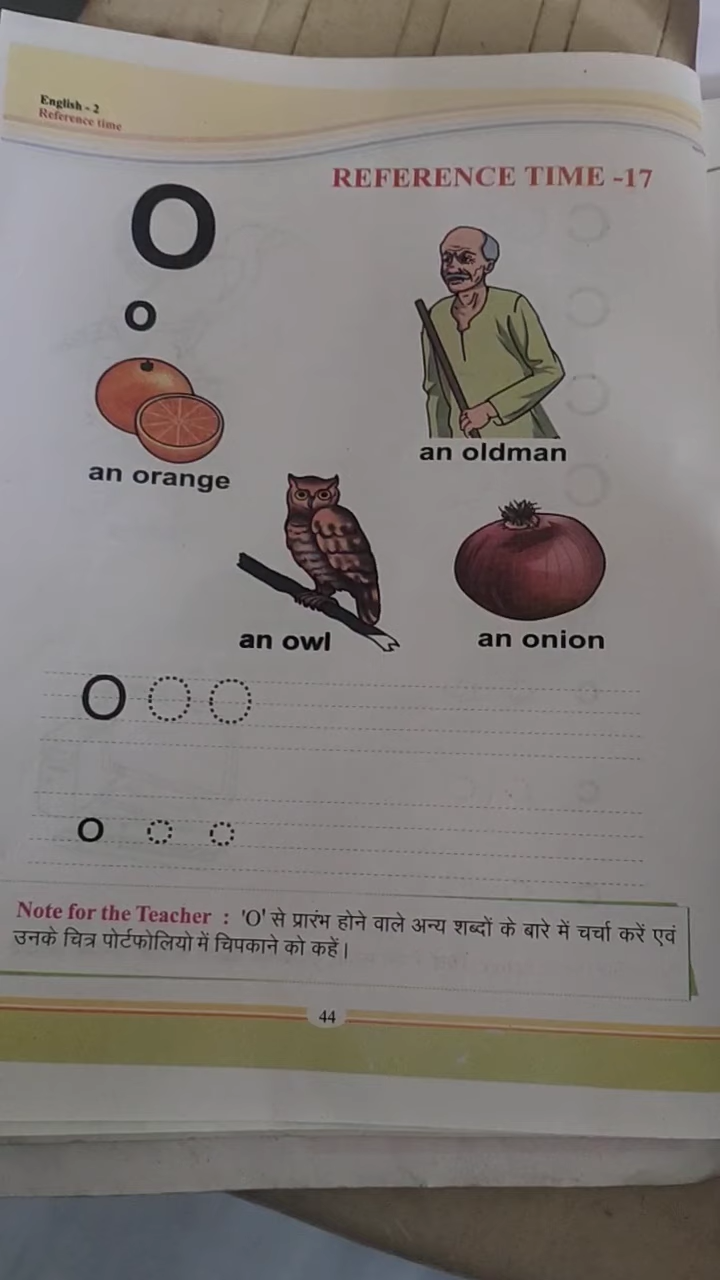 English - 2
Reference time
REFERENCE TIME -17
O
o
an orange
an oldman
an owl
an onion
O O O
o o o
Note for the Teacher : 'O' से प्रारंभ होने वाले अन्य शब्दों के बारे में चर्चा करें एवं
उनके चित्र पोर्टफोलियो में चिपकाने को कहें।
44